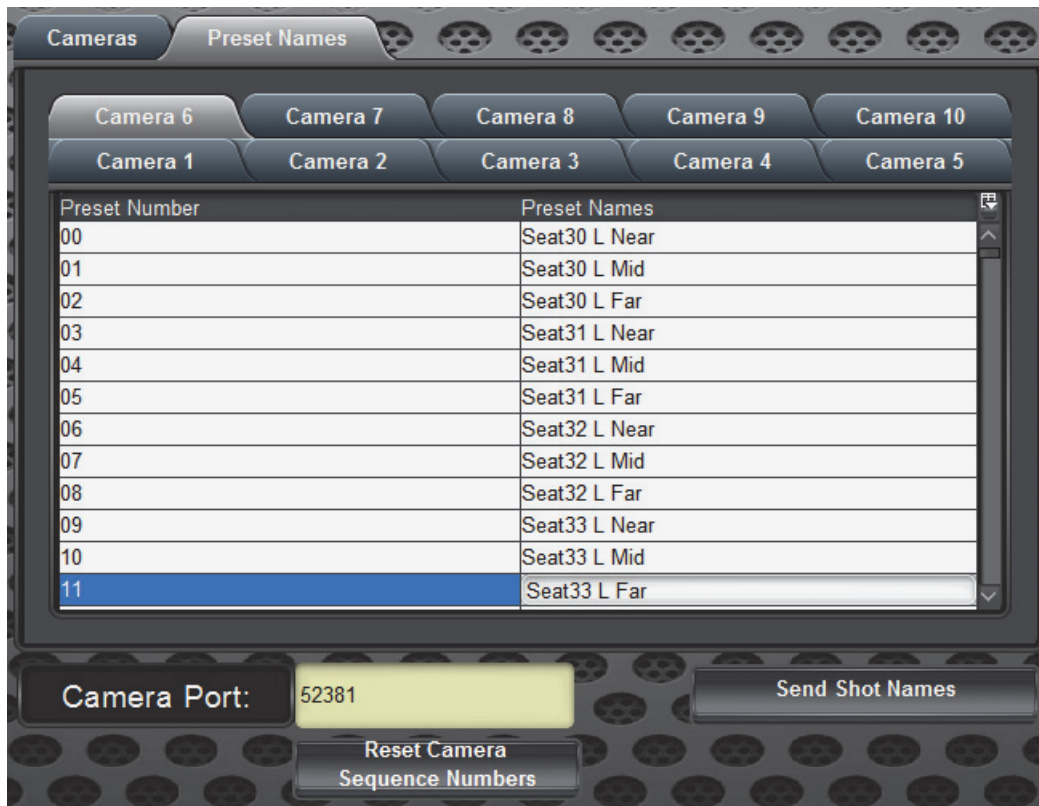 Cameras Preset Names
Camera 6 Camera 7 Camera 8 Camera 9 Camera 10
Camera 1 Camera 2 Camera 3 Camera 4 Camera 5
Preset Number Preset Names
00 Seat30 L Near
01 Seat30 L Mid
02 Seat30 L Far
03 Seat31 L Near
04 Seat31 L Mid
05 Seat31 L Far
06 Seat32 L Near
07 Seat32 L Mid
08 Seat32 L Far
09 Seat33 L Near
10 Seat33 L Mid
11 Seat33 L Far
Camera Port: 52381 Send Shot Names
Reset Camera
Sequence Numbers